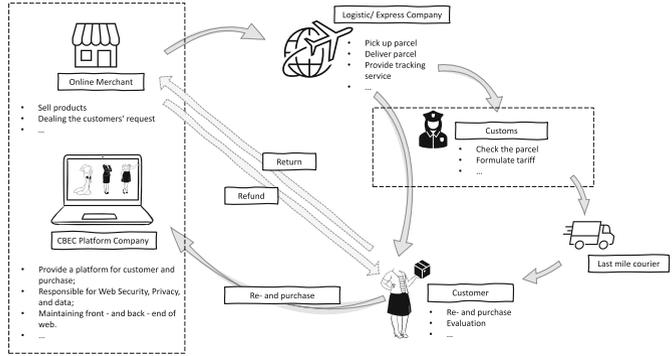 Logistic/ Express Company
• Pick up parcel
• Deliver parcel
• Provide tracking
service
• ...
Online Merchant
• Sell products
• Dealing the customers' request
• ...
Customs
• Check the parcel
• Formulate tariff
• ...
Return
Refund
CBEC Platform Company
• Provide a platform for customer and
purchase;
• Responsible for Web Security, Privacy,
and data;
• Maintaining front - and back - end of
web.
• ...
Last mile courier
Re- and purchase
Customer
• Re- and purchase
• Evaluation
• ...